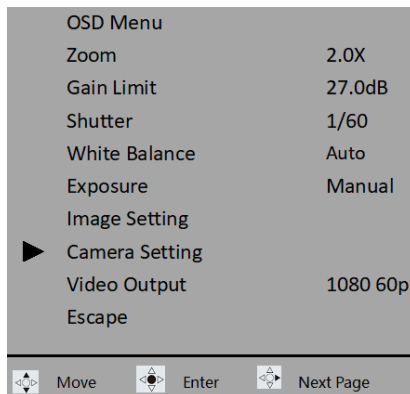 OSD Menu
Zoom 2.0X
Gain Limit 27.0dB
Shutter 1/60
White Balance Auto
Exposure Manual
Image Setting
Camera Setting
Video Output 1080 60p
Escape
Move Enter Next Page